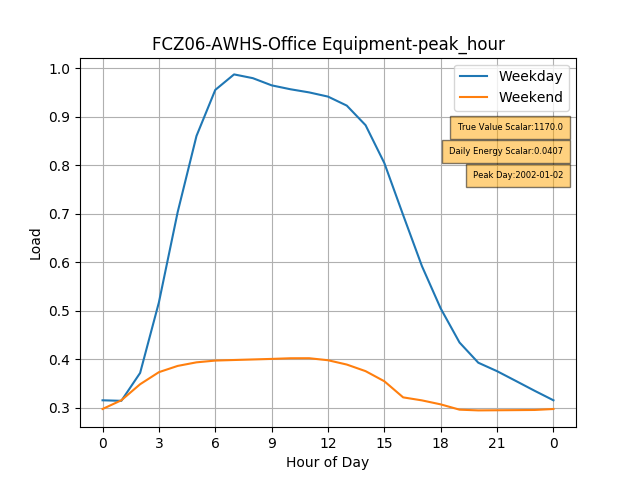 FCZ06-AWHS-Office Equipment-peak_hour
Weekday
Weekend
True Value Scalar:1170.0
Daily Energy Scalar:0.0407
Peak Day:2002-01-02
1.0
0.9
0.8
0.7
0.6
0.5
0.4
0.3
Load
0 3 6 9 12 15 18 21 0
Hour of Day